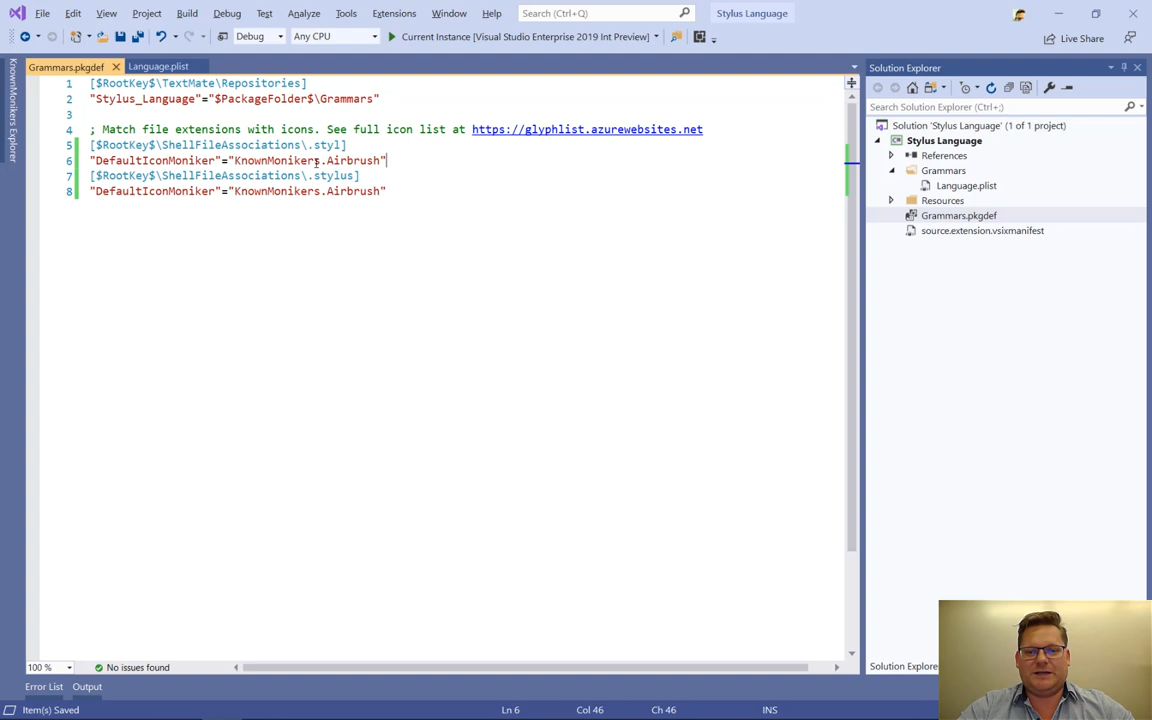 File Edit View Project Build Debug Test Analyze Tools Extensions Window Help Search (Ctrl+Q) Stylus Language
Debug Any CPU Current Instance [Visual Studio Enterprise 2019 Int Preview] Live Share
KnownMonikers Explorer
Grammars.pkgdef Language.plist
1 [$RootKey$\TextMate\Repositories]
2 "Stylus_Language"="$PackageFolder$\Grammars"
3
4 ; Match file extensions with icons. See full icon list at https://glyphlist.azurewebsites.net
5 [$RootKey$\ShellFileAssociations\.styl]
6 "DefaultIconMoniker"="KnownMonikers.Airbrush"
7 [$RootKey$\ShellFileAssociations\.stylus]
8 "DefaultIconMoniker"="KnownMonikers.Airbrush"
Solution Explorer
Search Solution Explorer (Ctrl+;)
Solution 'Stylus Language' (1 of 1 project)
C# Stylus Language
References
Grammars
Language.plist
Resources
Grammars.pkgdef
source.extension.vsixmanifest
100 % No issues found
Solution Explorer
Error List Output
Item(s) Saved Ln 6 Col 46 Ch 46 INS